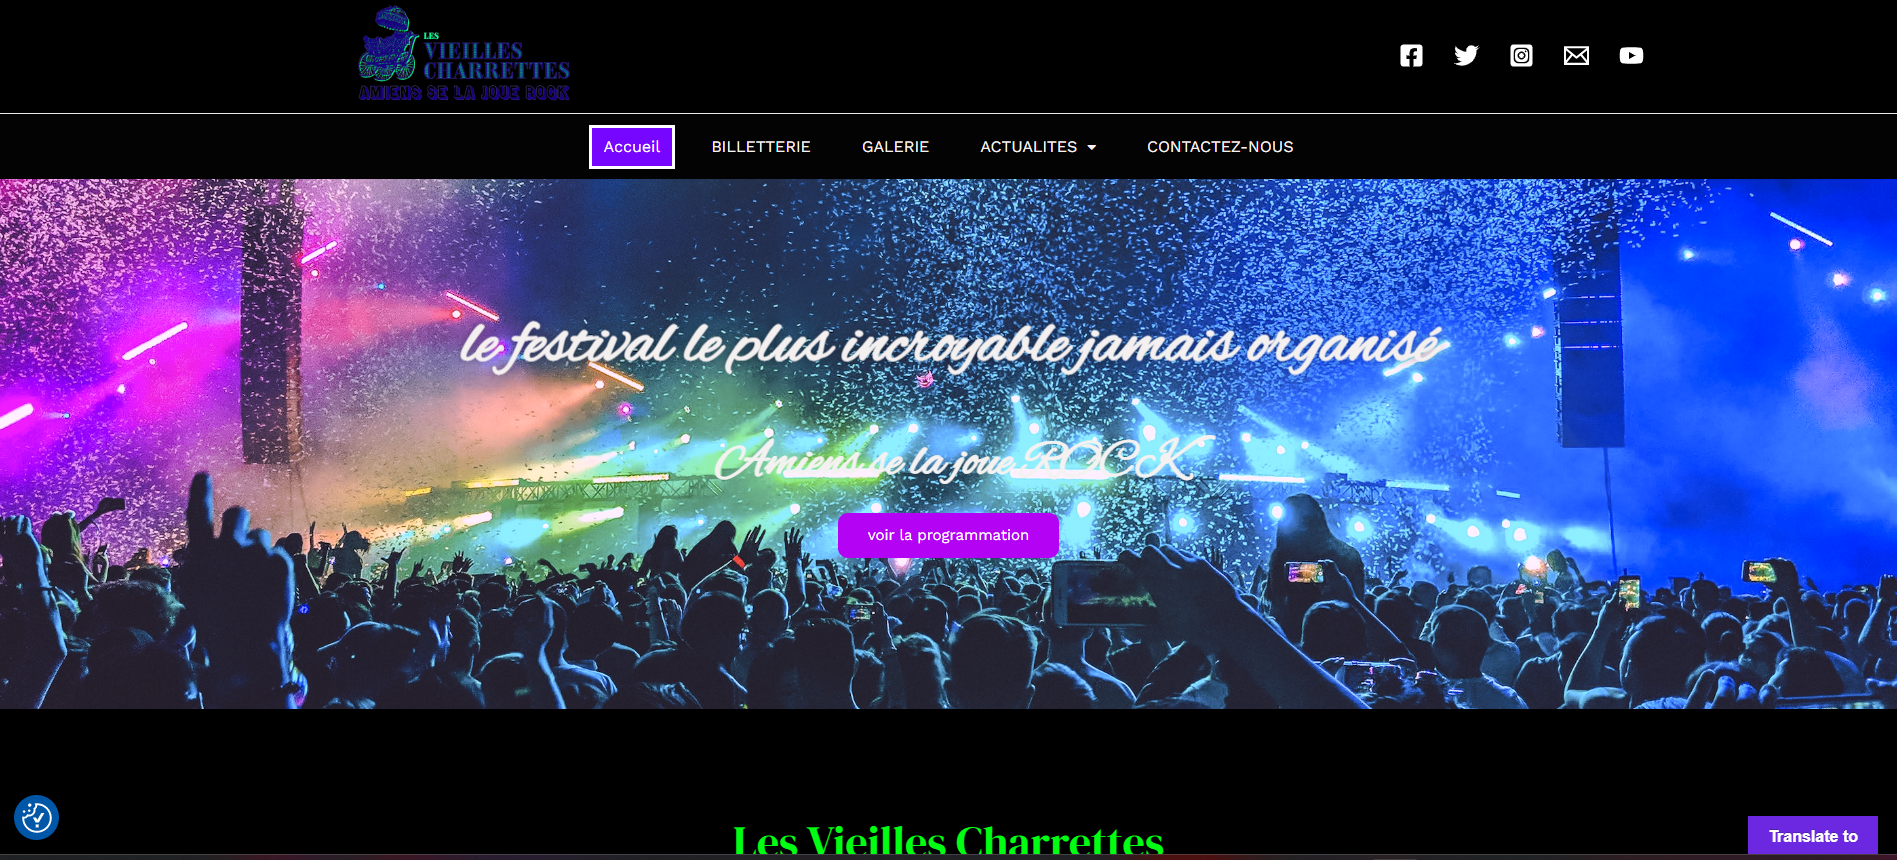 LES
VIEILLES
CHARRETTES
AMIENS SE LA JOUE ROCK
Accueil
BILLETTERIE
GALERIE
ACTUALITES
CONTACTEZ-NOUS
le festival le plus incroyable jamais organisé
Amiens se la joue ROCK
voir la programmation
Les Vieilles Charrettes
Translate to